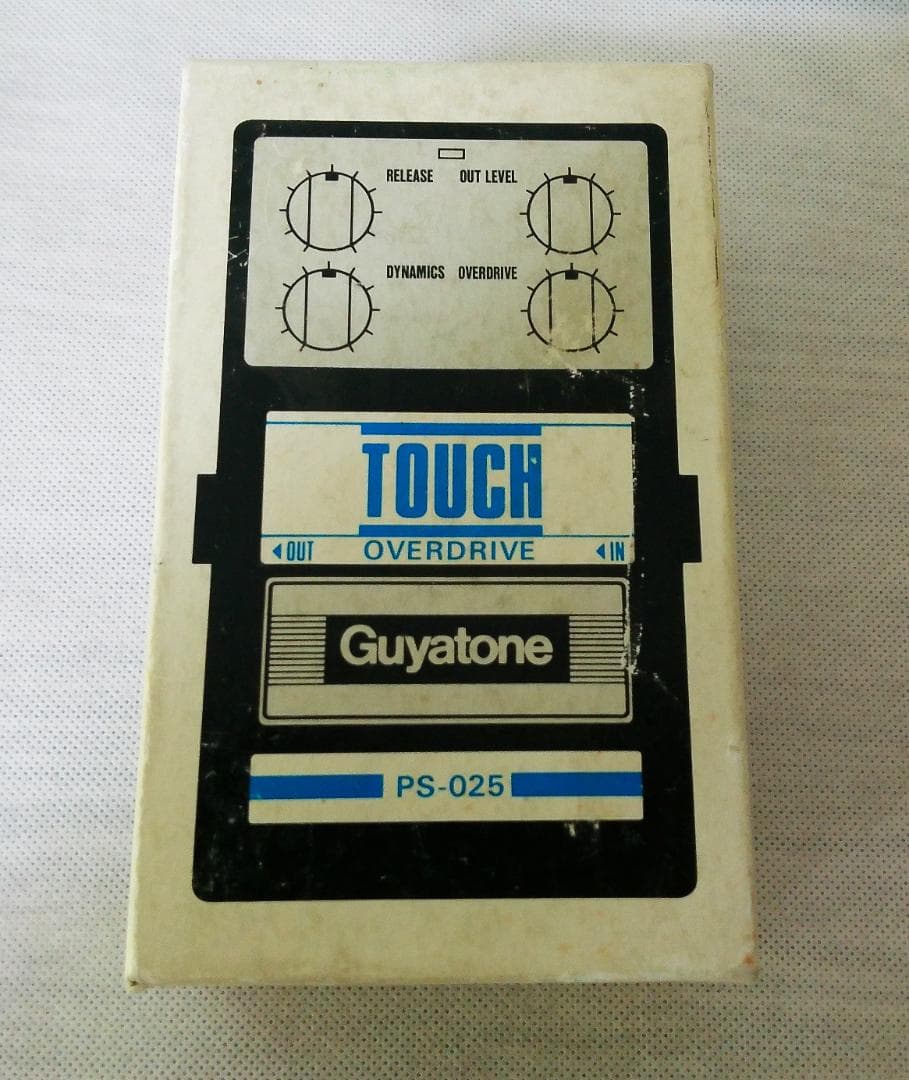 RELEASE OUT LEVEL
DYNAMICS OVERDRIVE
TOUCH
◄OUT OVERDRIVE ◄IN
Guyatone
PS-025